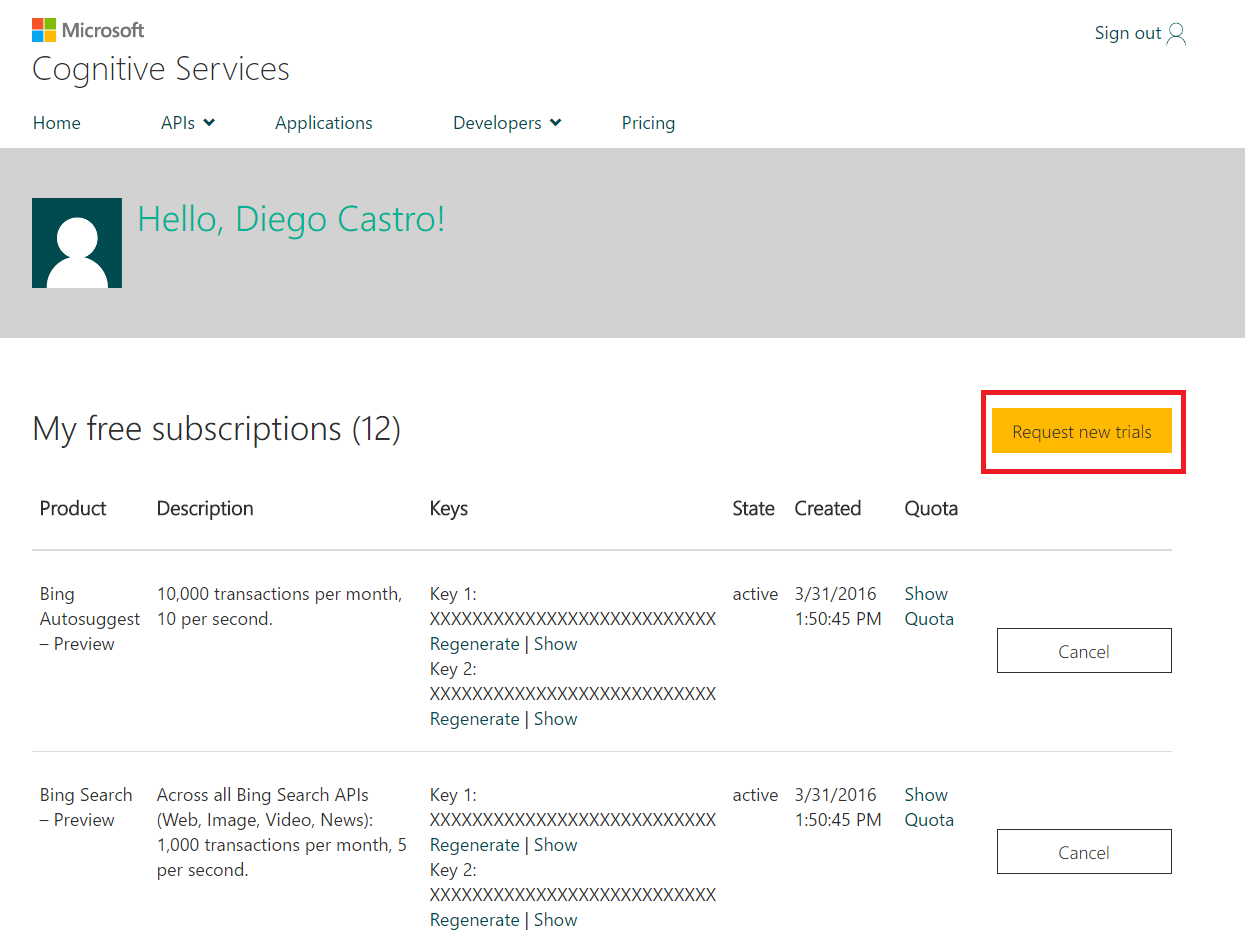 Microsoft
Sign out
Cognitive Services
Home APIs Applications Developers Pricing
Hello, Diego Castro!
My free subscriptions (12)
Request new trials
Product Description Keys State Created Quota
Bing Autosuggest – Preview
10,000 transactions per month, 10 per second.
Key 1:
XXXXXXXXXXXXXXXXXXXXXXXXXXX
Regenerate | Show
Key 2:
XXXXXXXXXXXXXXXXXXXXXXXXXXX
Regenerate | Show
active
3/31/2016
1:50:45 PM
Show
Quota
Cancel
Bing Search
– Preview
Across all Bing Search APIs
(Web, Image, Video, News):
1,000 transactions per month, 5
per second.
Key 1:
XXXXXXXXXXXXXXXXXXXXXXXXXXX
Regenerate | Show
Key 2:
XXXXXXXXXXXXXXXXXXXXXXXXXXX
Regenerate | Show
active
3/31/2016
1:50:45 PM
Show
Quota
Cancel